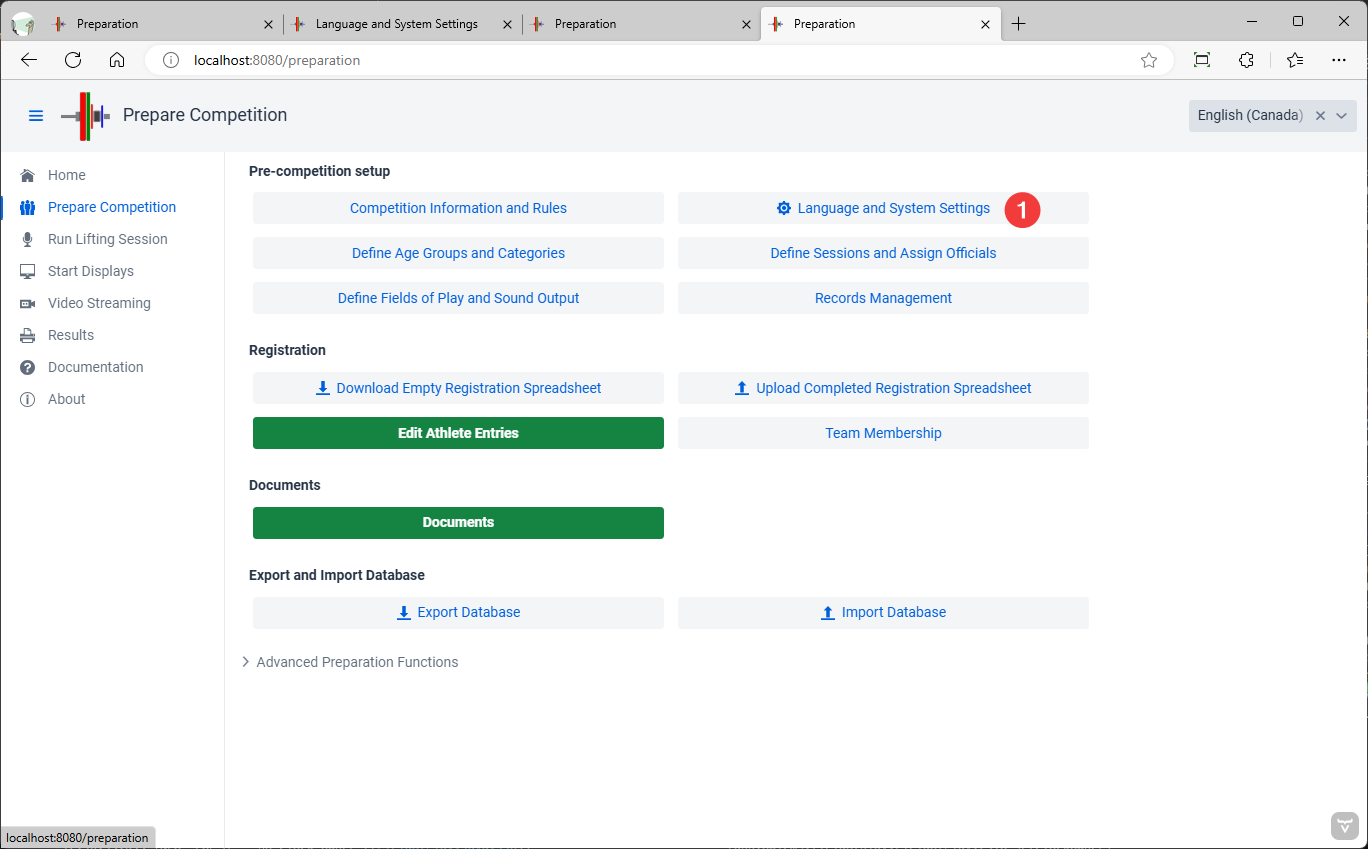 Preparation
Language and System Settings
Preparation
Preparation
localhost:8080/preparation
Prepare Competition
English (Canada)
Home
Prepare Competition
Run Lifting Session
Start Displays
Video Streaming
Results
Documentation
About
Pre-competition setup
Competition Information and Rules
Language and System Settings
1
Define Age Groups and Categories
Define Sessions and Assign Officials
Define Fields of Play and Sound Output
Records Management
Registration
Download Empty Registration Spreadsheet
Upload Completed Registration Spreadsheet
Edit Athlete Entries
Team Membership
Documents
Documents
Export and Import Database
Export Database
Import Database
Advanced Preparation Functions
localhost:8080/preparation